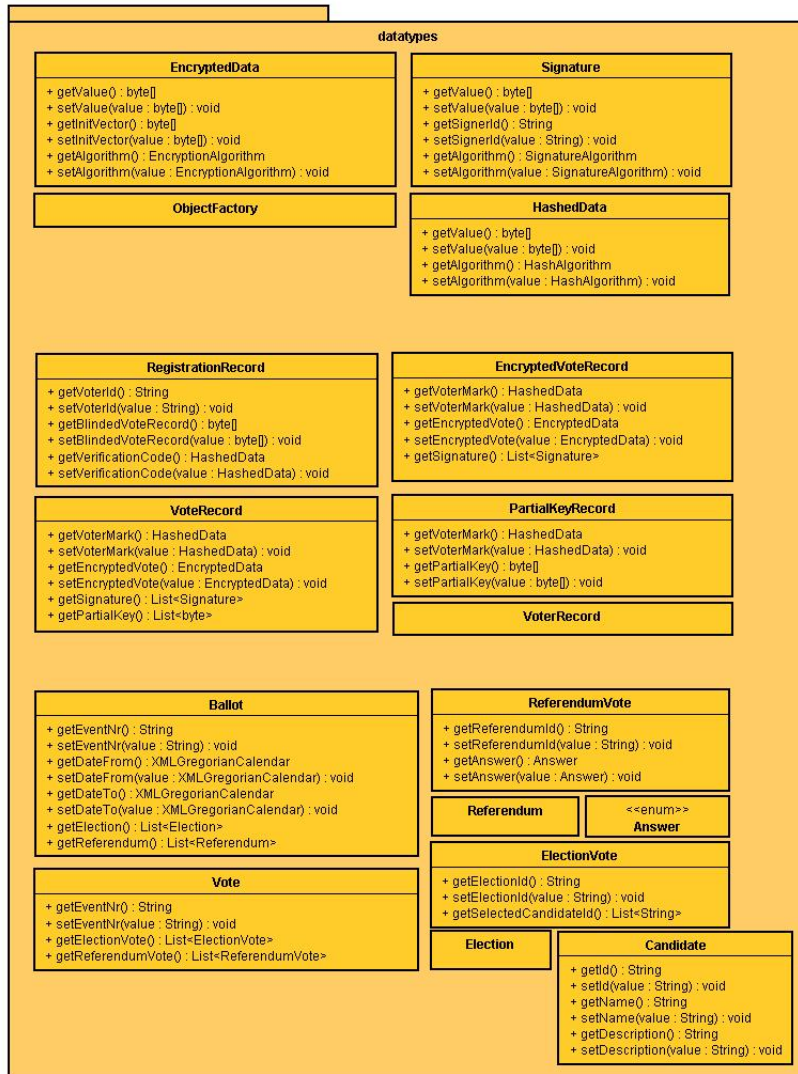 datatypes
EncryptedData
+ getValue() : byte[]
+ setValue(value : byte[]) : void
+ getInitVector() : byte[]
+ setInitVector(value : byte[]) : void
+ getAlgorithm() : EncryptionAlgorithm
+ setAlgorithm(value : EncryptionAlgorithm) : void
Signature
+ getValue() : byte[]
+ setValue(value : byte[]) : void
+ getSignerId() : String
+ setSignerId(value : String) : void
+ getAlgorithm() : SignatureAlgorithm
+ setAlgorithm(value : SignatureAlgorithm) : void
ObjectFactory
HashedData
+ getValue() : byte[]
+ setValue(value : byte[]) : void
+ getAlgorithm() : HashAlgorithm
+ setAlgorithm(value : HashAlgorithm) : void
RegistrationRecord
+ getVoterId() : String
+ setVoterId(value : String) : void
+ getBlindedVoteRecord() : byte[]
+ setBlindedVoteRecord(value : byte[]) : void
+ getVerificationCode() : HashedData
+ setVerificationCode(value : HashedData) : void
EncryptedVoteRecord
+ getVoterMark() : HashedData
+ setVoterMark(value : HashedData) : void
+ getEncryptedVote() : EncryptedData
+ setEncryptedVote(value : EncryptedData) : void
+ getSignature() : List<Signature>
VoteRecord
+ getVoterMark() : HashedData
+ setVoterMark(value : HashedData) : void
+ getEncryptedVote() : EncryptedData
+ setEncryptedVote(value : EncryptedData) : void
+ getSignature() : List<Signature>
+ getPartialKey() : List<byte>
PartialKeyRecord
+ getVoterMark() : HashedData
+ setVoterMark(value : HashedData) : void
+ getPartialKey() : byte[]
+ setPartialKey(value : byte[]) : void
VoterRecord
Ballot
+ getEventNr() : String
+ setEventNr(value : String) : void
+ getDateFrom() : XMLGregorianCalendar
+ setDateFrom(value : XMLGregorianCalendar) : void
+ getDateTo() : XMLGregorianCalendar
+ setDateTo(value : XMLGregorianCalendar) : void
+ getElection() : List<Election>
+ getReferendum() : List<Referendum>
ReferendumVote
+ getReferendumId() : String
+ setReferendumId(value : String) : void
+ getAnswer() : Answer
+ setAnswer(value : Answer) : void
Referendum
<<enum>>
Answer
ElectionVote
+ getElectionId() : String
+ setElectionId(value : String) : void
+ getSelectedCandidateId() : List<String>
Vote
+ getEventNr() : String
+ setEventNr(value : String) : void
+ getElectionVote() : List<ElectionVote>
+ getReferendumVote() : List<ReferendumVote>
Election
Candidate
+ getId() : String
+ setId(value : String) : void
+ getName() : String
+ setName(value : String) : void
+ getDescription() : String
+ setDescription(value : String) : void